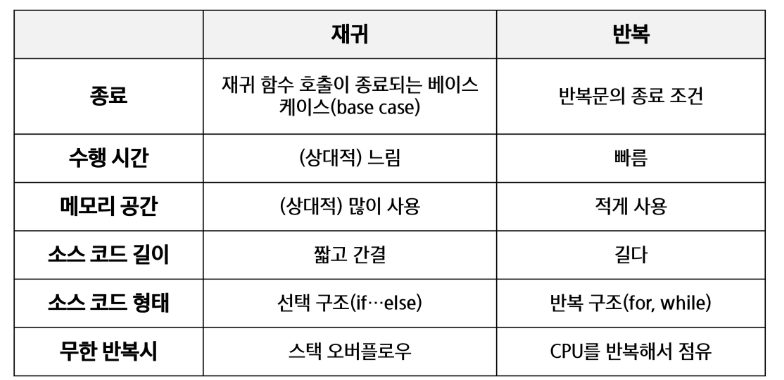 재귀 반복
종료 재귀 함수 호출이 종료되는 베이스
케이스(base case) 반복문의 종료 조건
수행 시간 (상대적) 느림 빠름
메모리 공간 (상대적) 많이 사용 적게 사용
소스 코드 길이 짧고 간결 길다
소스 코드 형태 선택 구조(if…else) 반복 구조(for, while)
무한 반복시 스택 오버플로우 CPU를 반복해서 점유